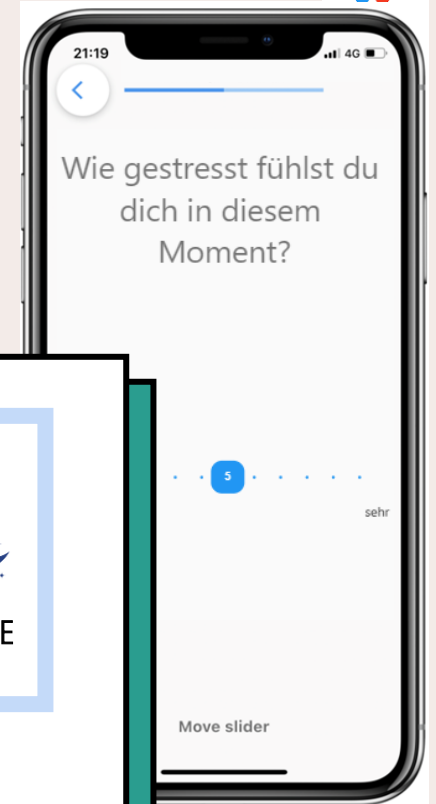 21:19
4G
Wie gestresst fühlst du
dich in diesem
Moment?
5
sehr
E
Move slider